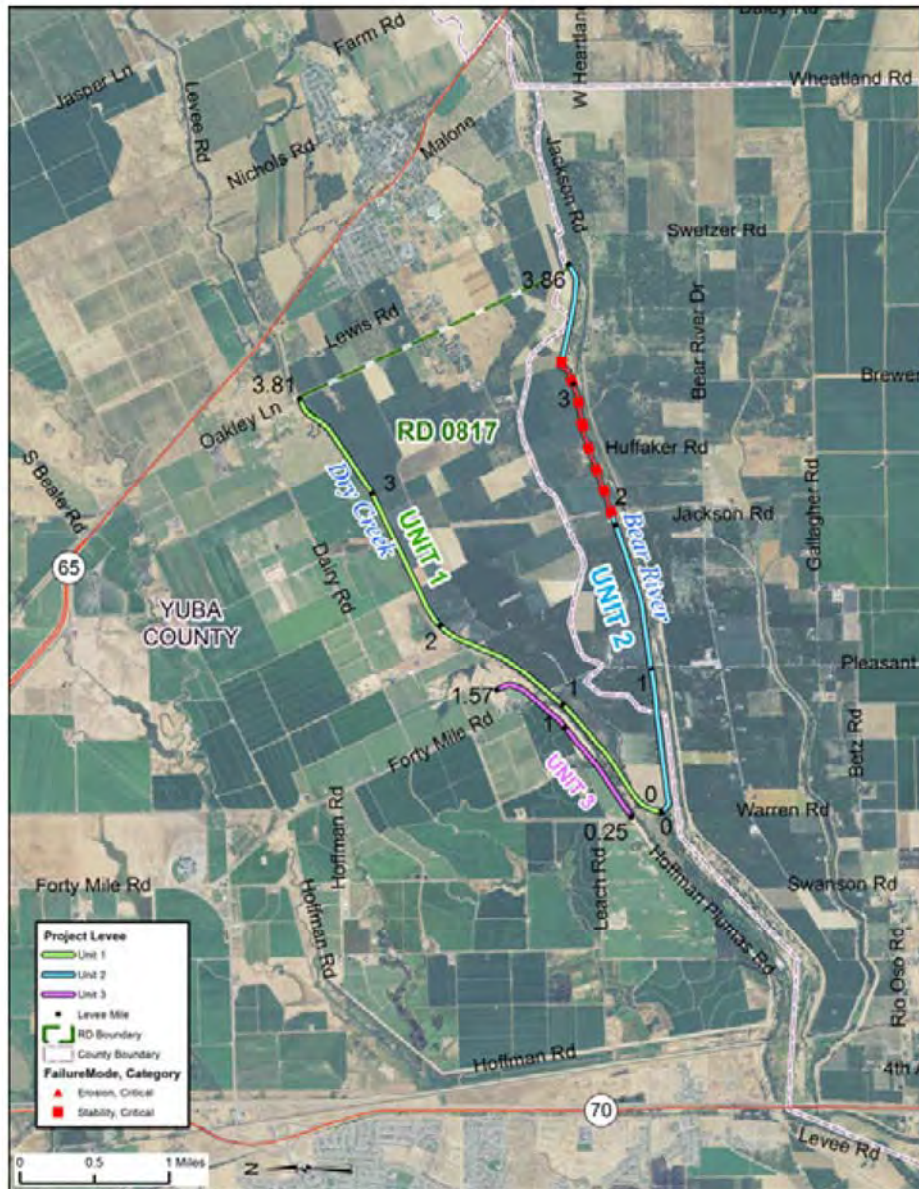 Daley Rd
Farm Rd
W Heartland
Wheatland Rd
Jasper Ln
Levee Rd
Malone
Nichols Rd
Jackson Rd
Swetzer Rd
3.86
Bear River Dr
Lewis Rd
Brewer
3.81
3
Oakley Ln
RD 0817
Huffaker Rd
S Beale Rd
3
Dry Creek
2
Jackson Rd
Gallagher Rd
UNIT 1
Bear River
65
Dairy Rd
YUBA
COUNTY
UNIT 2
2
Pleasant
1.57
1
1
Forty Mile Rd
1
Betz Rd
UNIT 3
0
Warren Rd
0.25
0
Hoffman Rd
Leach Rd
Hoffman Plumas Rd
Forty Mile Rd
Hoffman Rd
Swanson Rd
Rio Oso Rd
Project Levee
Unit 1
Unit 2
Unit 3
Levee Mile
RD Boundary
County Boundary
FailureMode, Category
Erosion, Critical
Stability, Critical
Hoffman Rd
4th A
70
Levee Rd
0 0.5 1 Miles
N